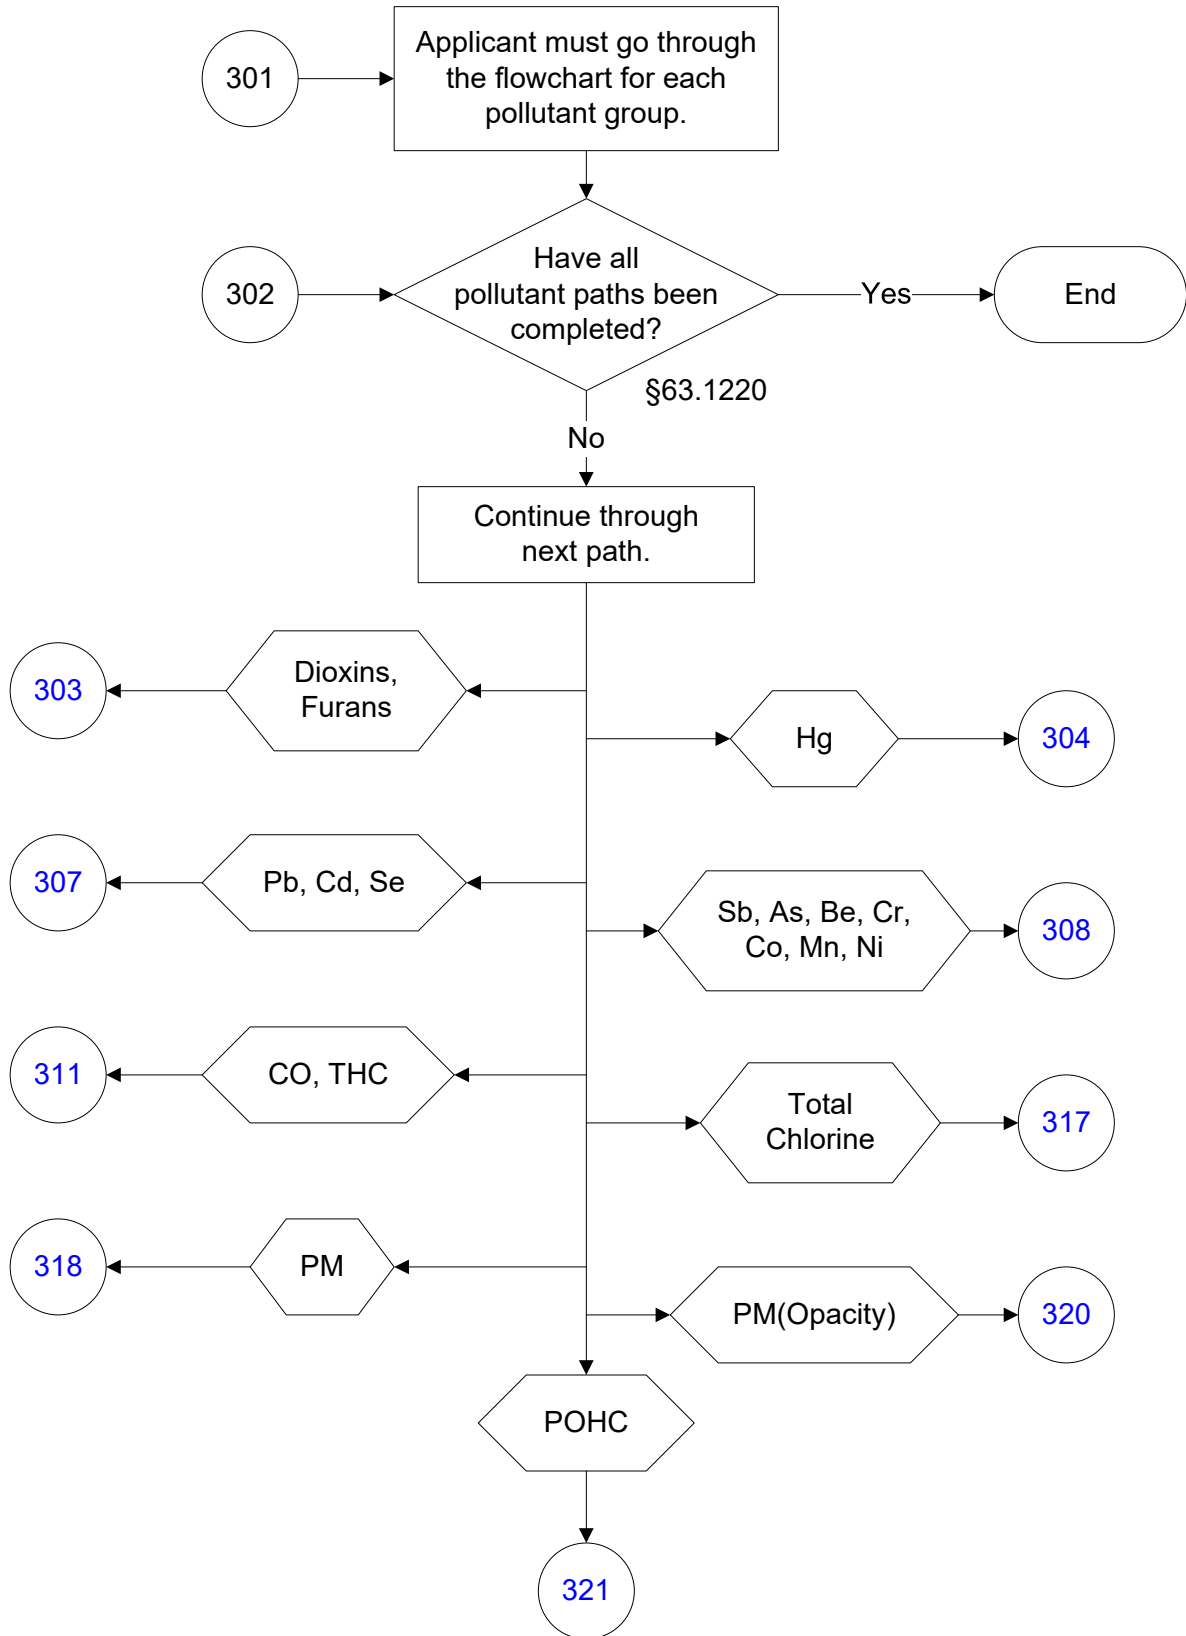 301
Applicant must go through
the flowchart for each
pollutant group.
302
Have all
pollutant paths been
completed?
Yes
End
§63.1220
No
Continue through
next path.
303
Dioxins,
Furans
Hg
304
307
Pb, Cd, Se
Sb, As, Be, Cr,
Co, Mn, Ni
308
311
CO, THC
Total
Chlorine
317
318
PM
PM(Opacity)
320
POHC
321